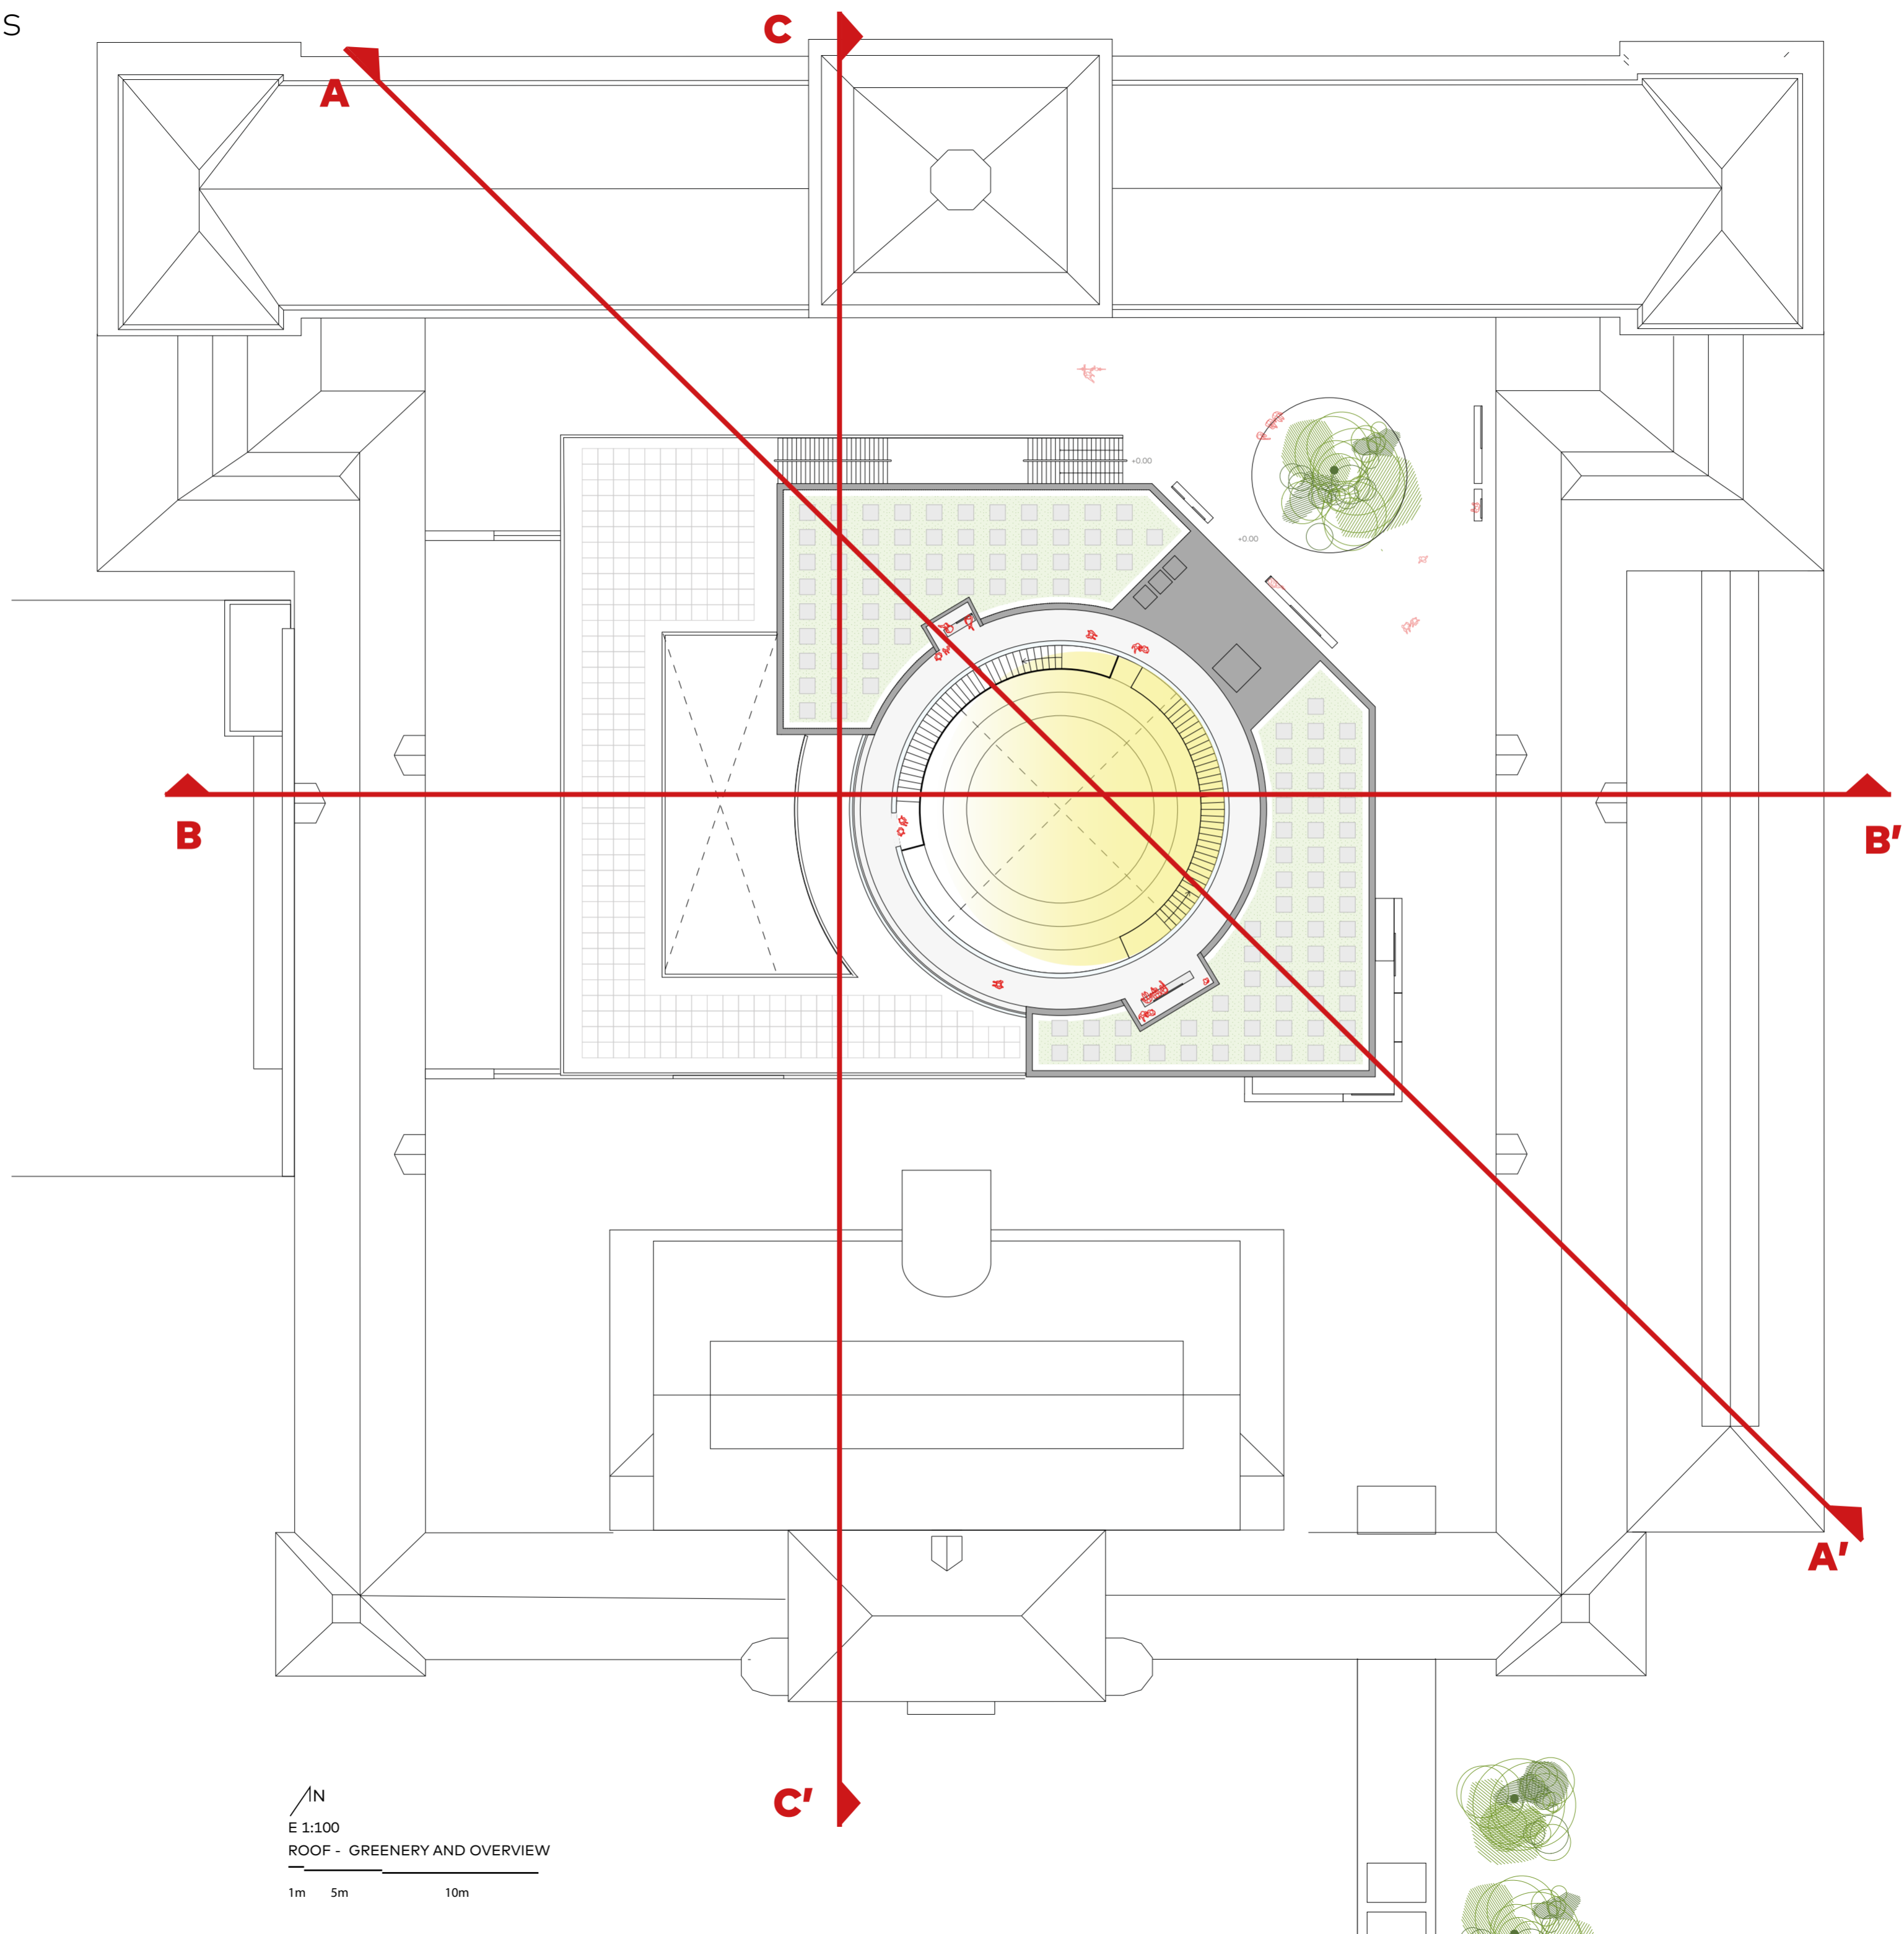 S
C
A
+0.00
+0.00
B
B'
A'
C'
N
E 1:100
ROOF - GREENERY AND OVERVIEW
1m 5m 10m